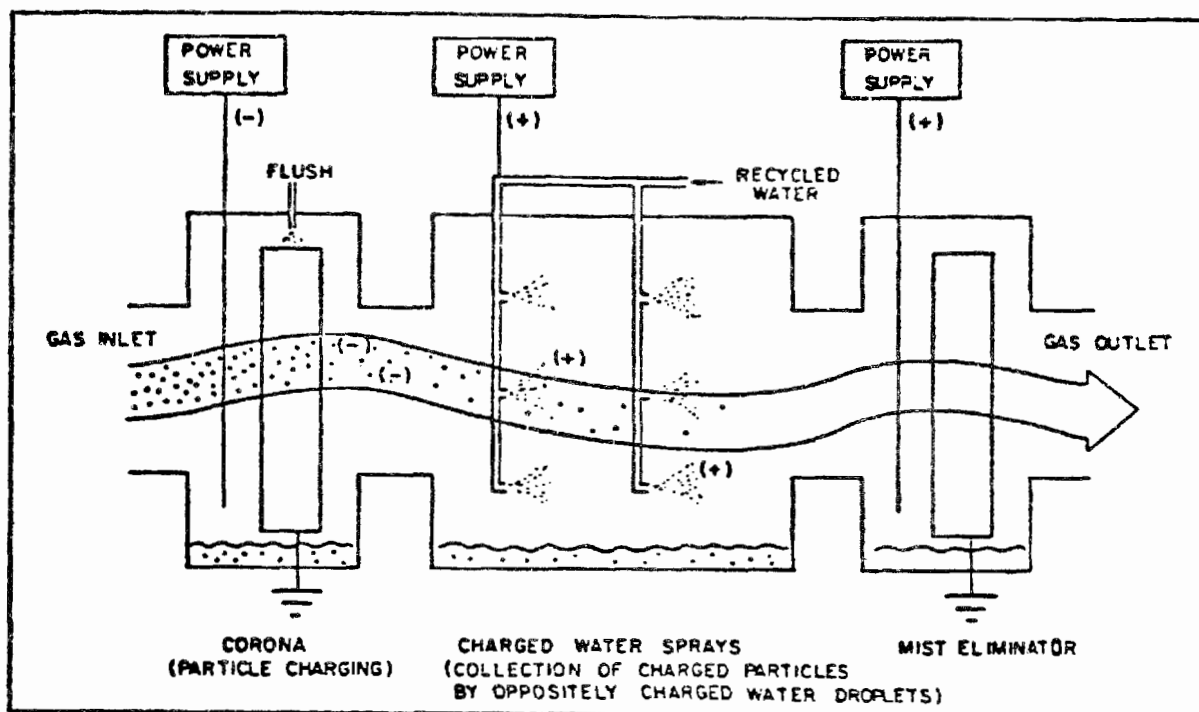 POWER
SUPPLY
POWER
SUPPLY
POWER
SUPPLY
(-)
(+)
(+)
FLUSH
RECYCLED
WATER
GAS INLET
GAS OUTLET
(-)
(-)
(+)
(+)
CORONA
(PARTICLE CHARGING)
CHARGED WATER SPRAYS
(COLLECTION OF CHARGED PARTICLES
BY OPPOSITELY CHARGED WATER DROPLETS)
MIST ELIMINATOR